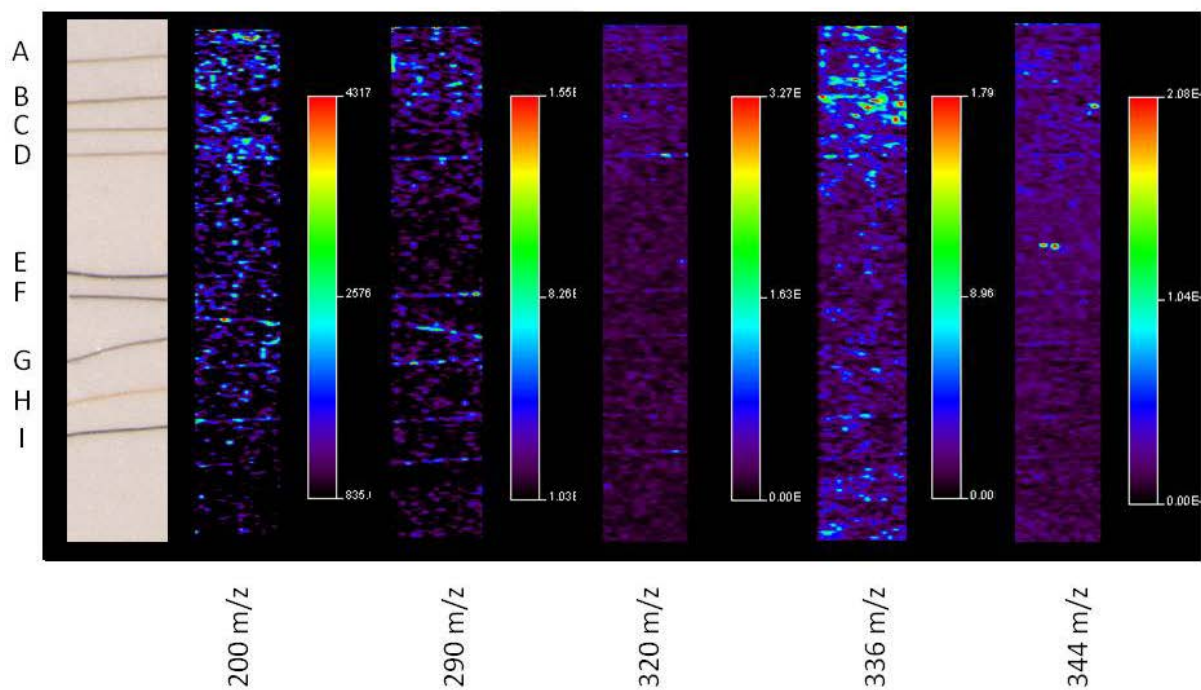 A
B
C
D
E
F
G
H
I
4317
2576
835.0
1.55E
8.26E
1.03E
3.27E
1.63E
0.00E
1.79
8.96
0.00
2.08E-
1.04E-
0.00E-
200 m/z
290 m/z
320 m/z
336 m/z
344 m/z